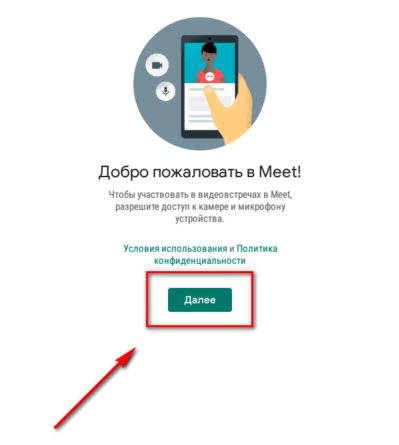 Добро пожаловать в Meet!
Чтобы участвовать в видеовстречах в Meet,
разрешите доступ к камере и микрофону
устройства.
Условия использования и Политика
конфиденциальности
Далее